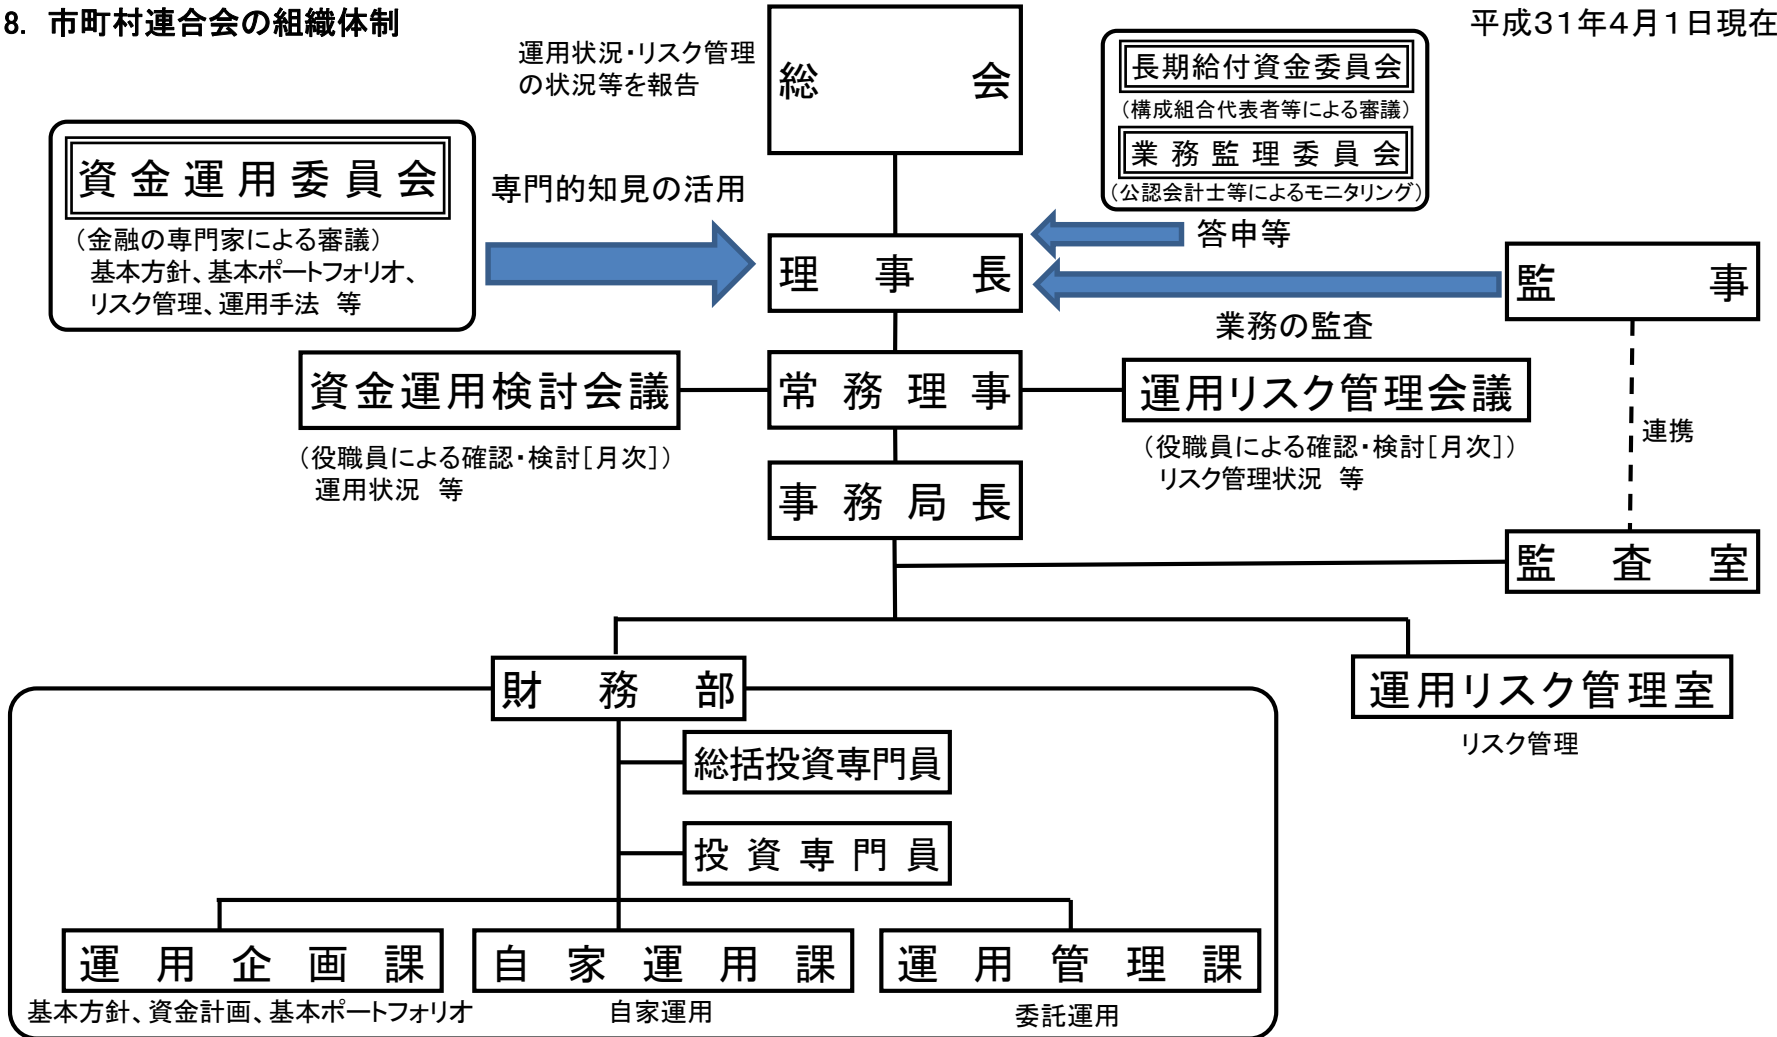 8. 市町村連合会の組織体制
平成31年4月1日現在
運用状況・リスク管理
の状況等を報告
総会
長期給付資金委員会
(構成組合代表者等による審議)
業務監理委員会
(公認会計士等によるモニタリング)
資金運用委員会
(金融の専門家による審議)
基本方針、基本ポートフォリオ、
リスク管理、運用手法 等
専門的知見の活用
答申等
理事長
監事
業務の監査
資金運用検討会議
常務理事
運用リスク管理会議
(役職員による確認・検討[月次])
運用状況 等
(役職員による確認・検討[月次])
リスク管理状況 等
連携
事務局長
監査室
財務部
運用リスク管理室
リスク管理
総括投資専門員
投資専門員
運用企画課
自家運用課
運用管理課
基本方針、資金計画、基本ポートフォリオ
自家運用
委託運用